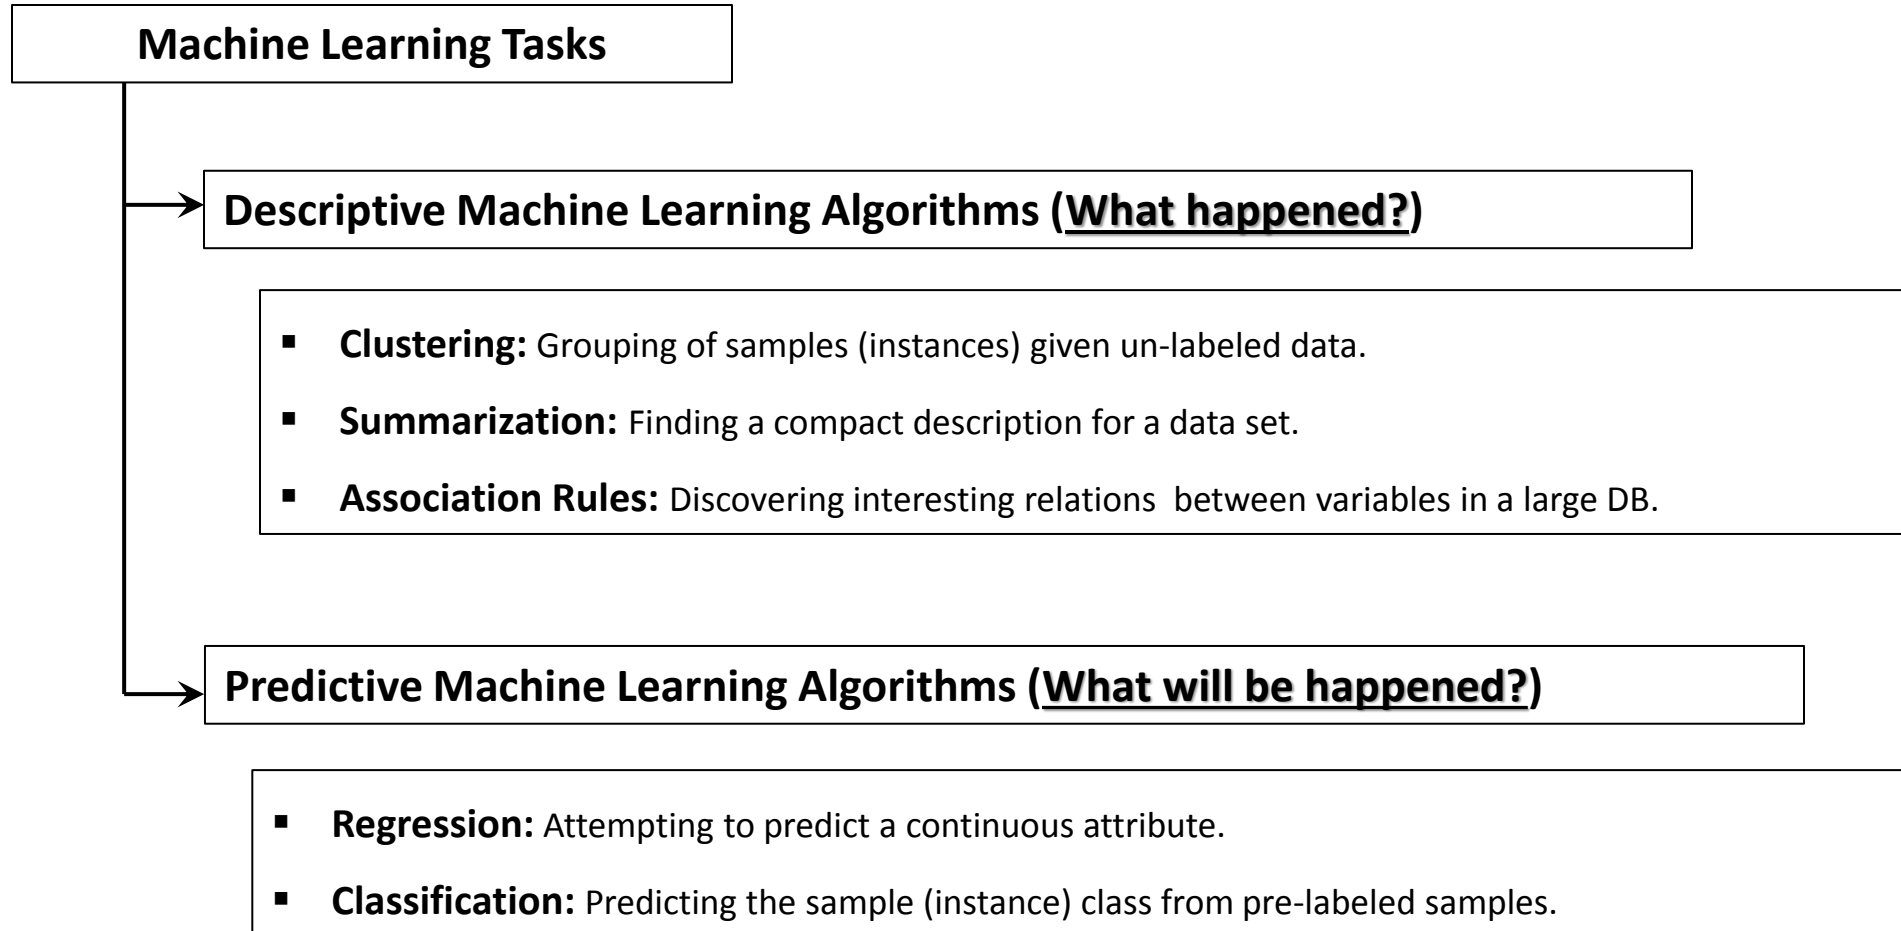 Machine Learning Tasks
Descriptive Machine Learning Algorithms (What happened?)
▪ Clustering: Grouping of samples (instances) given un-labeled data.
▪ Summarization: Finding a compact description for a data set.
▪ Association Rules: Discovering interesting relations  between variables in a large DB.
Predictive Machine Learning Algorithms (What will be happened?)
▪ Regression: Attempting to predict a continuous attribute.
▪ Classification: Predicting the sample (instance) class from pre-labeled samples.